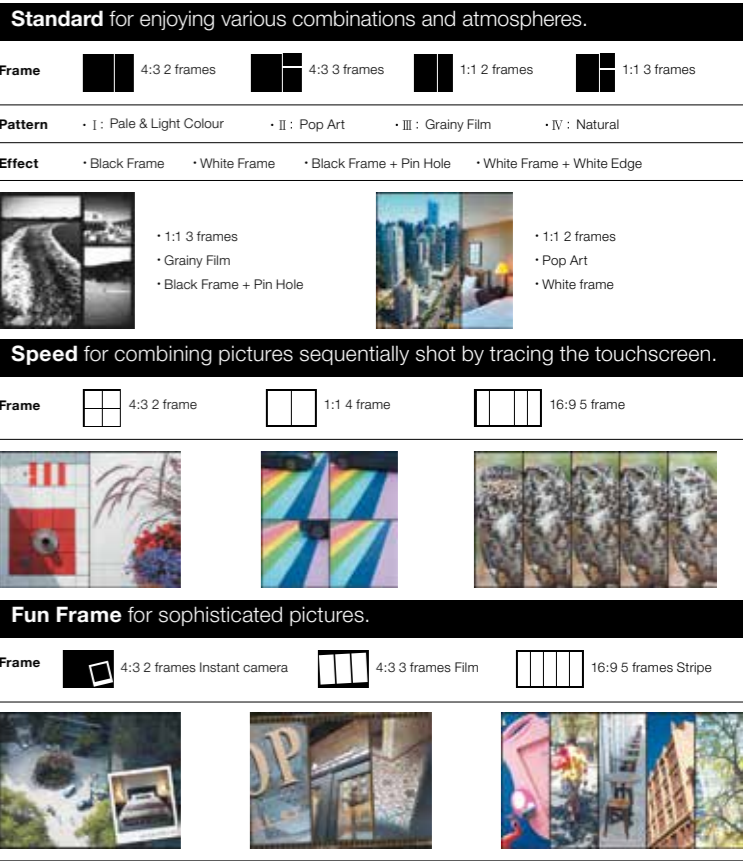 Standard for enjoying various combinations and atmospheres.
Frame 4:3 2 frames 4:3 3 frames 1:1 2 frames 1:1 3 frames
Pattern ・Ⅰ: Pale & Light Colour ・Ⅱ: Pop Art ・Ⅲ: Grainy Film ・Ⅳ: Natural
Effect ・Black Frame ・White Frame ・Black Frame + Pin Hole ・White Frame + White Edge
・1:1 3 frames
・Grainy Film
・Black Frame + Pin Hole
・1:1 2 frames
・Pop Art
・White frame
Speed for combining pictures sequentially shot by tracing the touchscreen.
Frame 4:3 2 frame 1:1 4 frame 16:9 5 frame
Fun Frame for sophisticated pictures.
Frame 4:3 2 frames Instant camera 4:3 3 frames Film 16:9 5 frames Stripe
OP